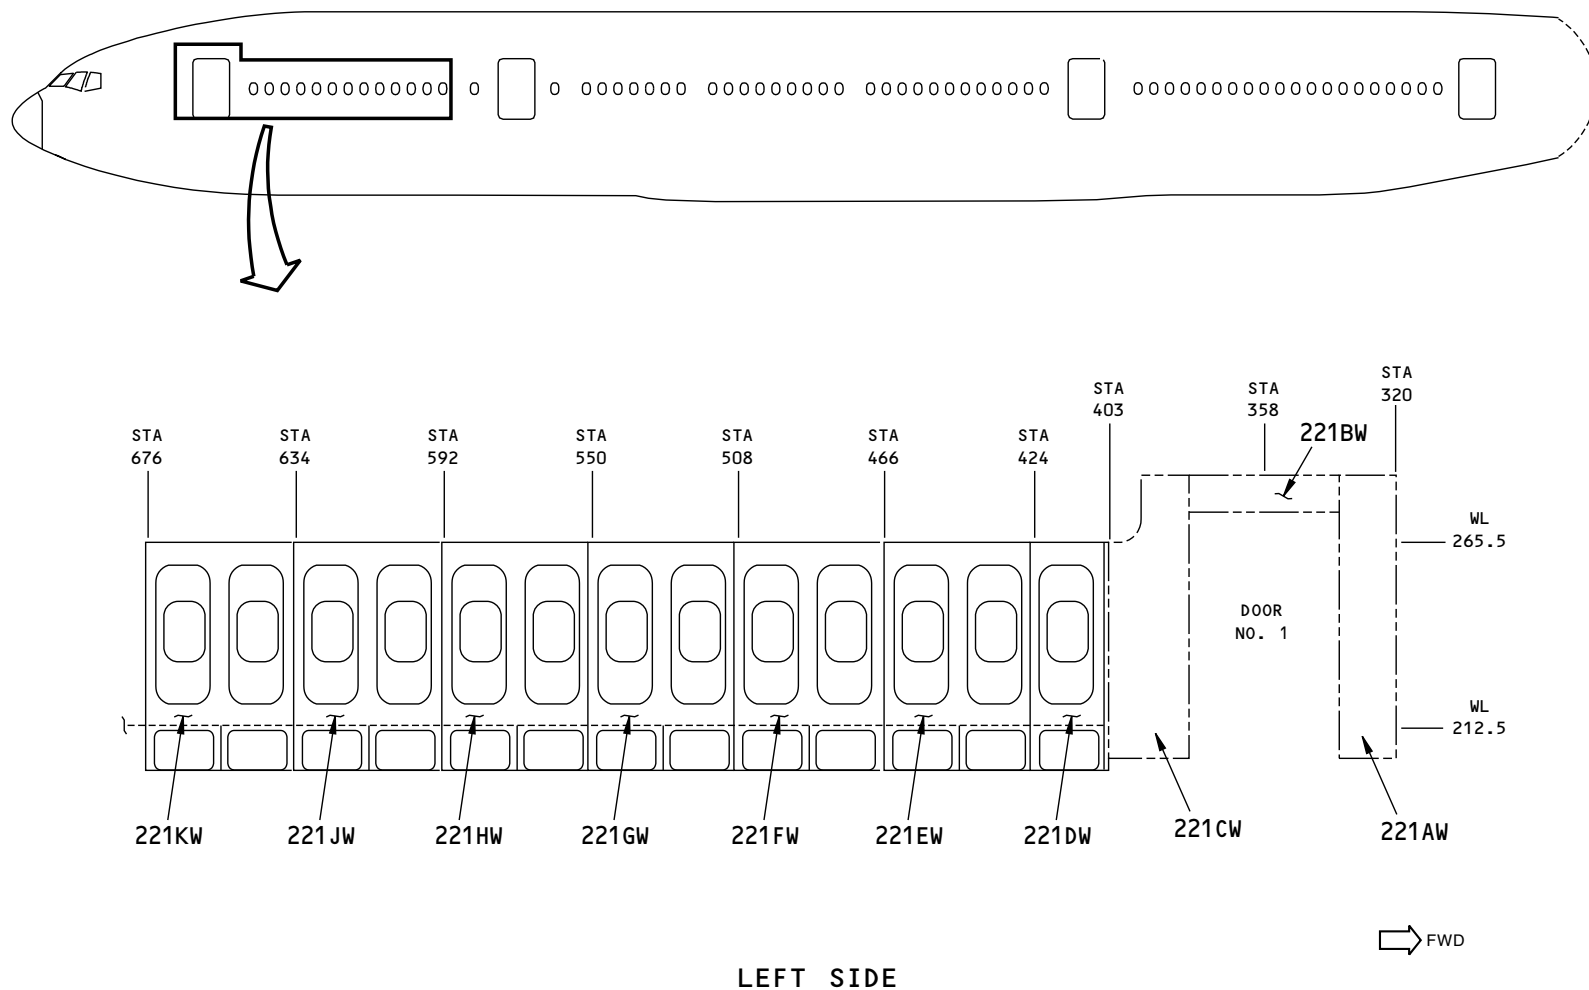 STA
320
STA
403
STA
358
221BW
STA
676
STA
634
STA
592
STA
550
STA
508
STA
466
STA
424
WL
265.5
DOOR
NO. 1
WL
212.5
221KW
221JW
221HW
221GW
221FW
221EW
221DW
221CW
221AW
FWD
LEFT SIDE